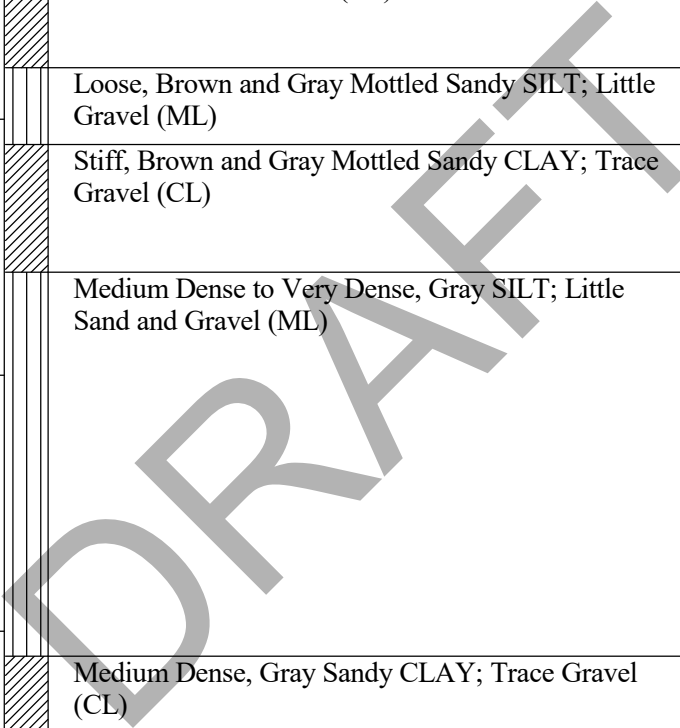 Loose, Brown and Gray Mottled Sandy SILT; Little
Gravel (ML)
Stiff, Brown and Gray Mottled Sandy CLAY; Trace
Gravel (CL)
Medium Dense to Very Dense, Gray SILT; Little
Sand and Gravel (ML)
Medium Dense, Gray Sandy CLAY; Trace Gravel
(CL)
DRAFT